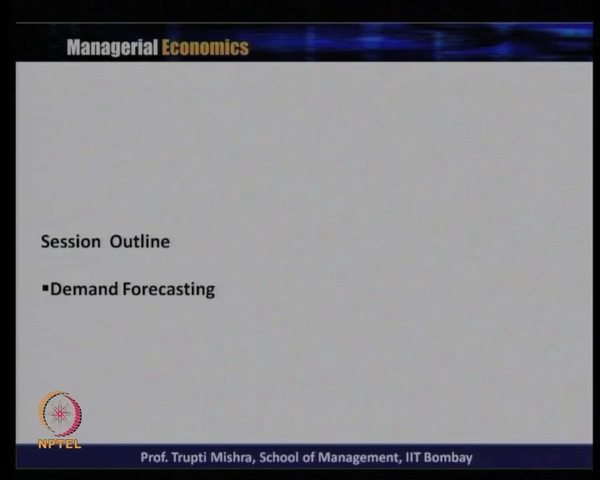 Managerial Economics
Session Outline
▪Demand Forecasting
NPTEL
Prof. Trupti Mishra, School of Management, IIT Bombay